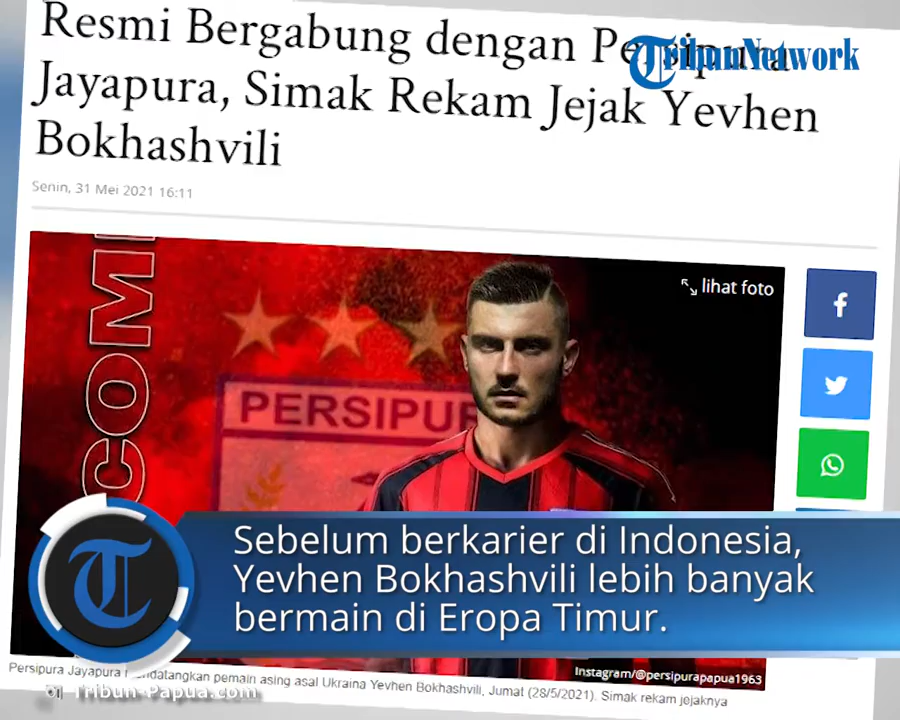 Resmi Bergabung dengan Persipura
TribunNetwork
Jayapura, Simak Rekam Jejak Yevhen
Bokhashvili
Senin, 31 Mei 2021 16:11
COM
lihat foto
PERSIPUR
Sebelum berkarier di Indonesia,
Yevhen Bokhashvili lebih banyak
bermain di Eropa Timur.
Instagram/@persipurapapua1963
Persipura Jayapura mendatangkan pemain asing asal Ukraina Yevhen Bokhashvili, Jumat (28/5/2021). Simak rekam jejaknya
Tribun-Papua.com